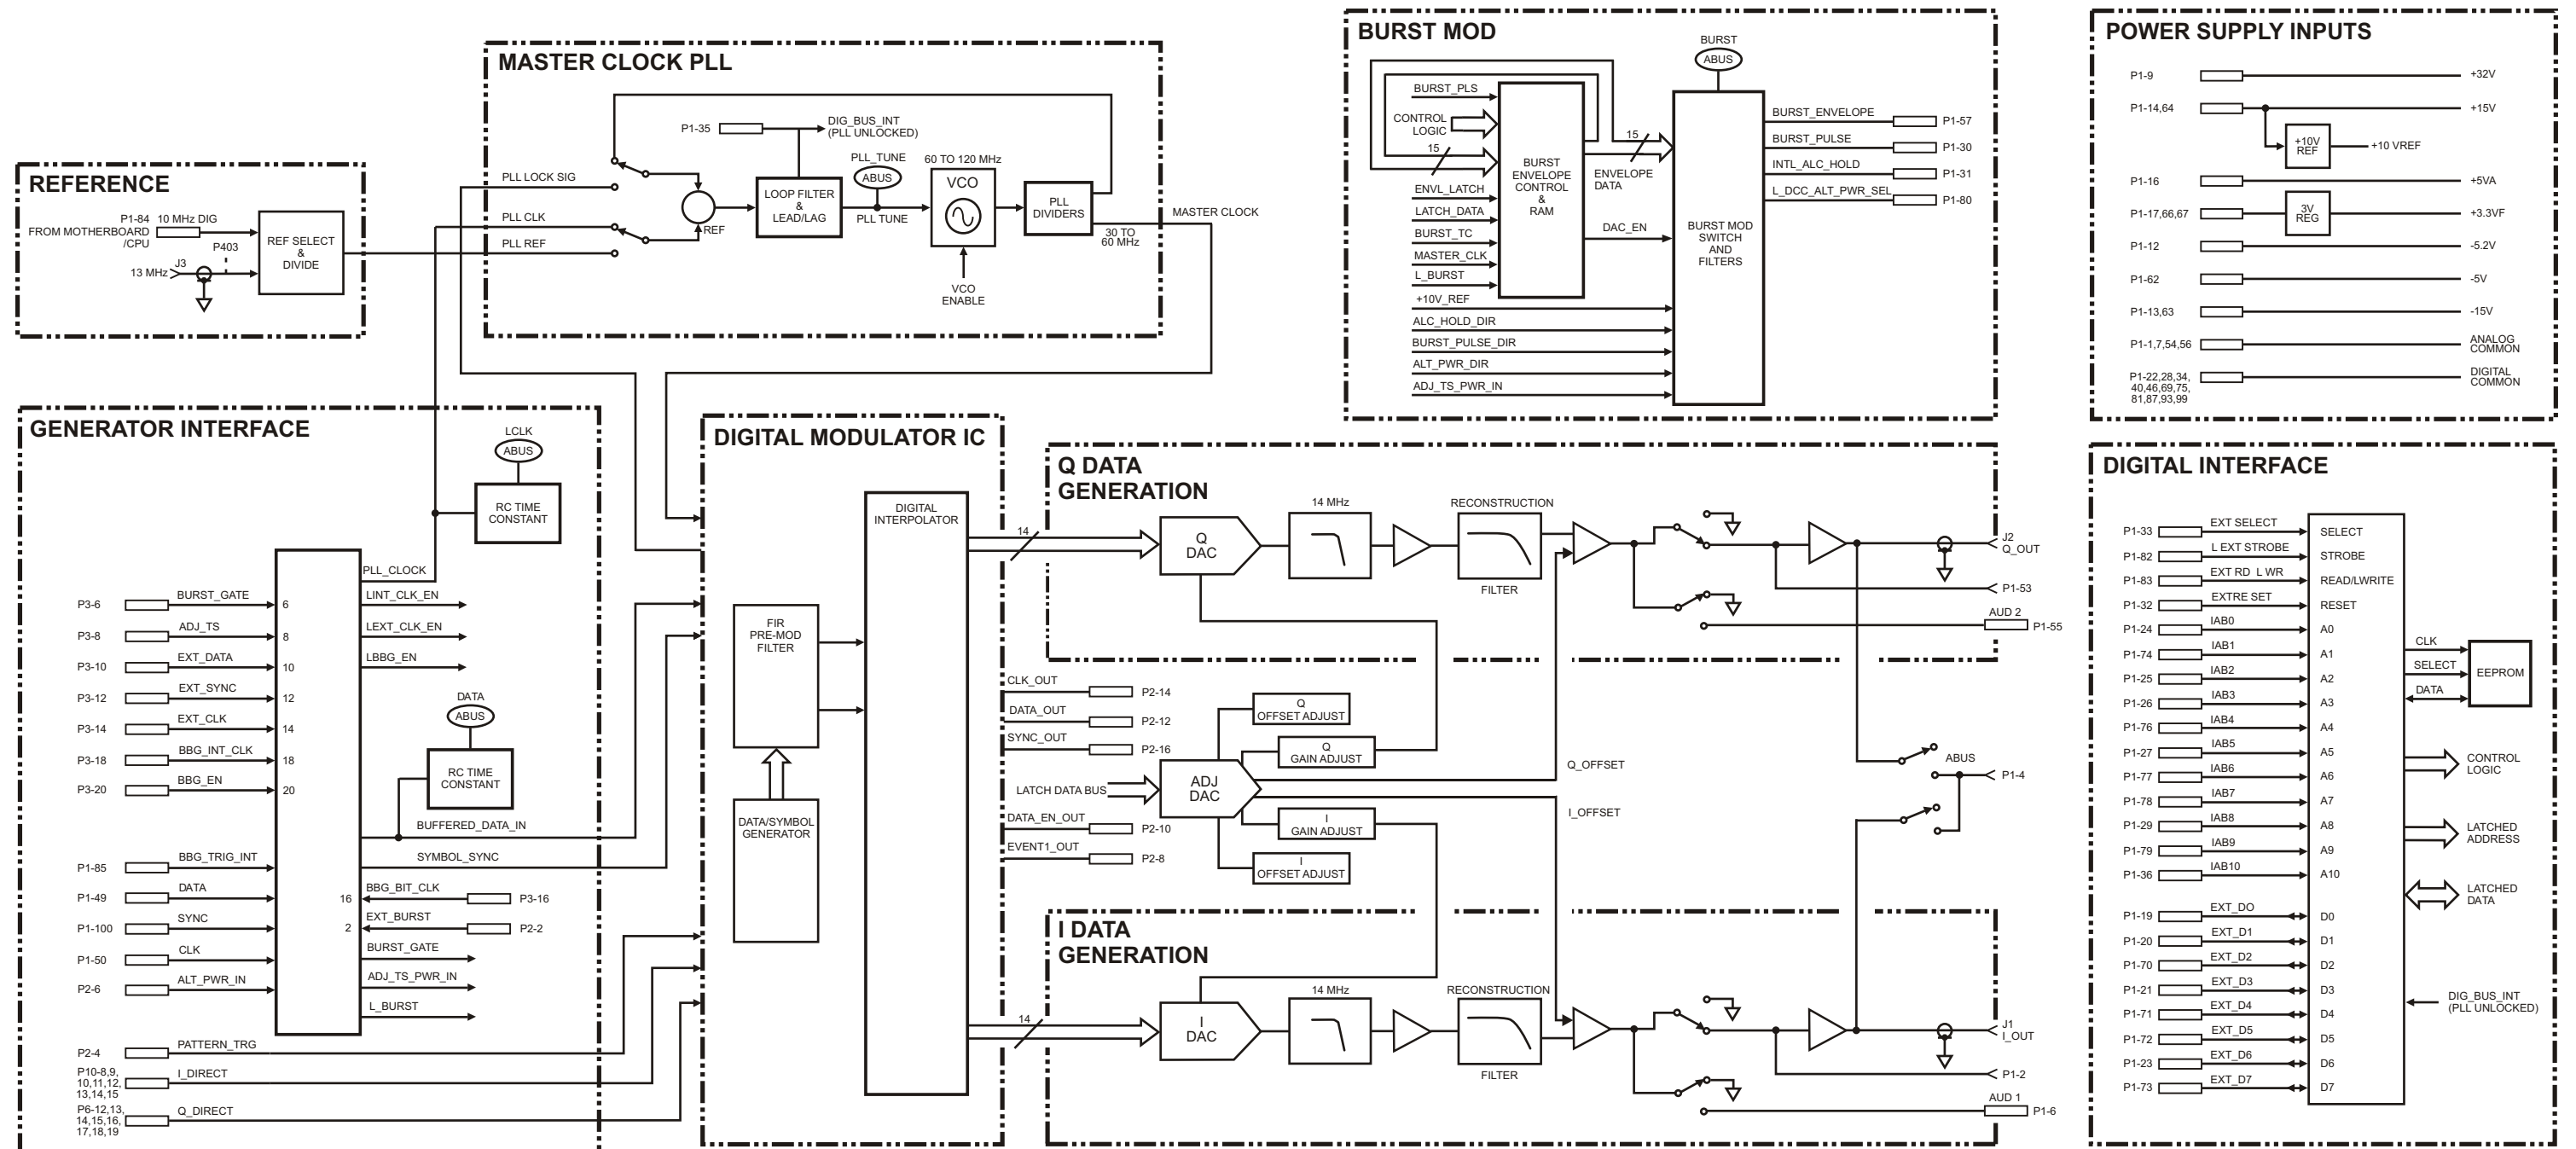 REFERENCE
P1-84
10 MHz DIG
FROM MOTHERBOARD
/CPU
P403
J3
13 MHz
REF SELECT
&
DIVIDE
MASTER CLOCK PLL
P1-35
DIG_BUS_INT
(PLL UNLOCKED)
PLL LOCK SIG
PLL CLK
PLL REF
REF
LOOP FILTER
&
LEAD/LAG
PLL_TUNE
ABUS
PLL TUNE
60 TO 120 MHz
VCO
VCO
ENABLE
PLL
DIVIDERS
MASTER CLOCK
30 TO
60 MHz
BURST MOD
BURST
ABUS
BURST_PLS
CONTROL
LOGIC
15
ENVL_LATCH
LATCH_DATA
BURST_TC
MASTER_CLK
L_BURST
+10V_REF
ALC_HOLD_DIR
BURST_PULSE_DIR
ALT_PWR_DIR
ADJ_TS_PWR_IN
BURST
ENVELOPE
CONTROL
&
RAM
15
ENVELOPE
DATA
DAC_EN
BURST MOD
SWITCH
AND
FILTERS
BURST_ENVELOPE
P1-57
BURST_PULSE
P1-30
INTL_ALC_HOLD
P1-31
L_DCC_ALT_PWR_SEL
P1-80
POWER SUPPLY INPUTS
P1-9
+32V
P1-14,64
+15V
+10V
REF
+10 VREF
P1-16
+5VA
P1-17,66,67
3V
REG
+3.3VF
P1-12
-5.2V
P1-62
-5V
P1-13,63
-15V
P1-1,7,54,56
ANALOG
COMMON
P1-22,28,34,
40,46,69,75,
81,87,93,99
DIGITAL
COMMON
GENERATOR INTERFACE
LCLK
ABUS
RC TIME
CONSTANT
PLL_CLOCK
P3-6
BURST_GATE
6
LINT_CLK_EN
P3-8
ADJ_TS
8
LEXT_CLK_EN
P3-10
EXT_DATA
10
LBBG_EN
P3-12
EXT_SYNC
12
P3-14
EXT_CLK
14
P3-18
BBG_INT_CLK
18
P3-20
BBG_EN
20
DATA
ABUS
RC TIME
CONSTANT
BUFFERED_DATA_IN
P1-85
BBG_TRIG_INT
SYMBOL_SYNC
P1-49
DATA
16
BBG_BIT_CLK
P3-16
P1-100
SYNC
2
EXT_BURST
P2-2
P1-50
CLK
BURST_GATE
P2-6
ALT_PWR_IN
ADJ_TS_PWR_IN
L_BURST
P2-4
PATTERN_TRG
P10-8,9,
10,11,12,
13,14,15
I_DIRECT
P6-12,13,
14,15,16,
17,18,19
Q_DIRECT
DIGITAL MODULATOR IC
DIGITAL
INTERPOLATOR
FIR
PRE-MOD
FILTER
DATA/SYMBOL
GENERATOR
CLK_OUT
P2-14
DATA_OUT
P2-12
SYNC_OUT
P2-16
LATCH DATA BUS
DATA_EN_OUT
P2-10
EVENT1_OUT
P2-8
14
14
Q DATA
GENERATION
Q
DAC
14 MHz
RECONSTRUCTION
FILTER
J2
Q_OUT
P1-53
AUD 2
P1-55
Q
OFFSET ADJUST
Q
GAIN ADJUST
ADJ
DAC
I
GAIN ADJUST
I
OFFSET ADJUST
Q_OFFSET
I_OFFSET
ABUS
P1-4
I DATA
GENERATION
I
DAC
14 MHz
RECONSTRUCTION
FILTER
J1
I_OUT
P1-2
AUD 1
P1-6
DIGITAL INTERFACE
P1-33
EXT SELECT
SELECT
P1-82
L EXT STROBE
STROBE
P1-83
EXT RD  L WR
READ/LWRITE
P1-32
EXTRE SET
RESET
P1-24
IAB0
A0
P1-74
IAB1
A1
P1-25
IAB2
A2
P1-26
IAB3
A3
P1-76
IAB4
A4
P1-27
IAB5
A5
P1-77
IAB6
A6
P1-78
IAB7
A7
P1-29
IAB8
A8
P1-79
IAB9
A9
P1-36
IAB10
A10
P1-19
EXT_DO
D0
P1-20
EXT_D1
D1
P1-70
EXT_D2
D2
P1-21
EXT_D3
D3
P1-71
EXT_D4
D4
P1-72
EXT_D5
D5
P1-23
EXT_D6
D6
P1-73
EXT_D7
D7
CLK
SELECT
DATA
EEPROM
CONTROL
LOGIC
LATCHED
ADDRESS
LATCHED
DATA
DIG_BUS_INT
(PLL UNLOCKED)